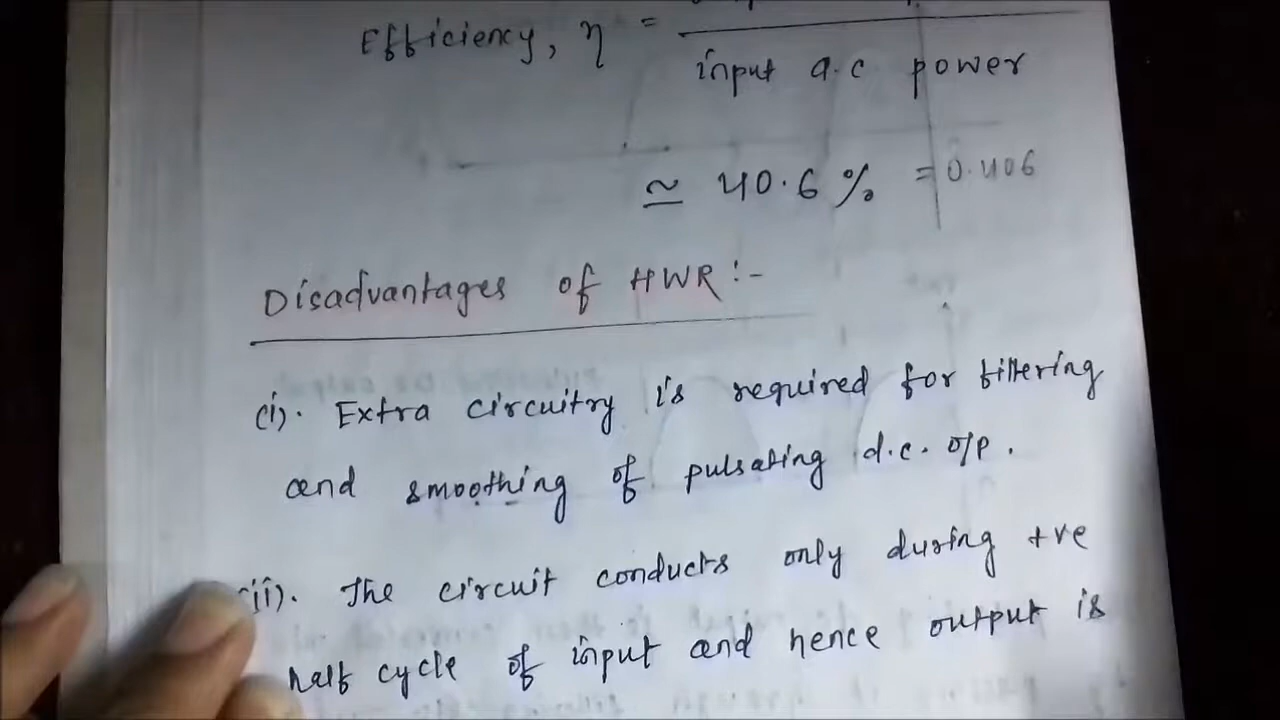 Efficiency, η =
input a.c power
≃ 40.6 % = 0.406
Disadvantages of HWR :-
(i). Extra circuitry is required for filtering
and smoothing of pulsating d.c. o/p.
(ii). The circuit conducts only during +ve
half cycle of input and hence output is